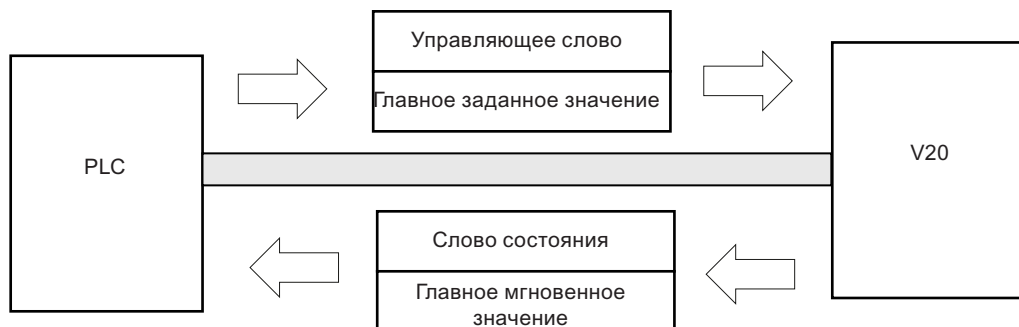 Управляющее слово
Главное заданное значение
PLC
V20
Слово состояния
Главное мгновенное
значение